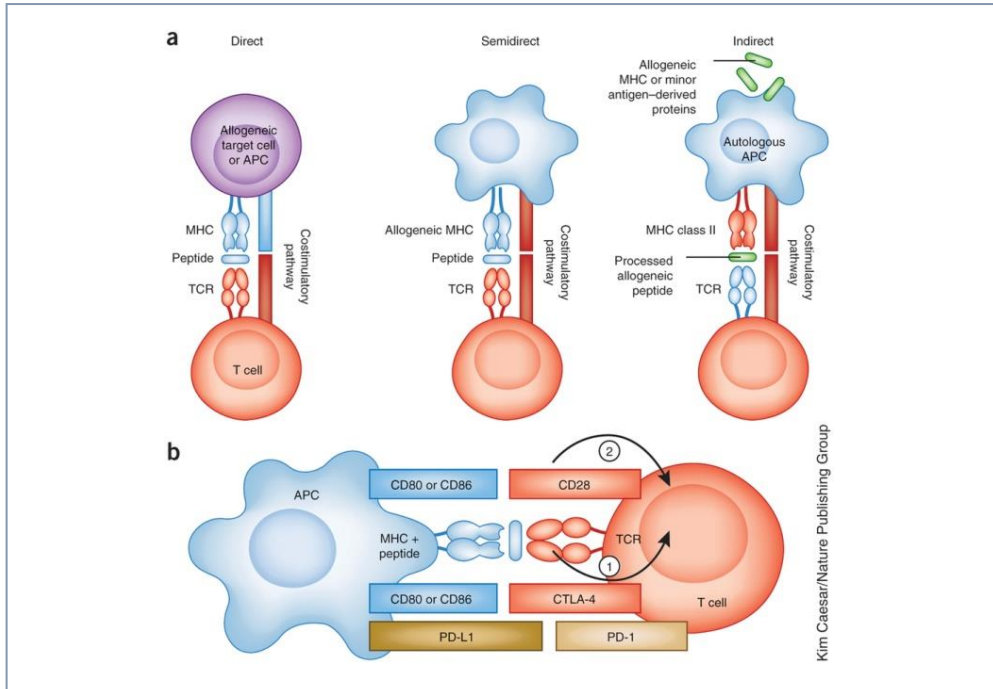 a
Direct
Semidirect
Indirect
Allogeneic
target cell
or APC
MHC
Peptide
TCR
Costimulatory
pathway
T cell
Allogeneic MHC
Peptide
TCR
Costimulatory
pathway
Allogeneic
MHC or minor
antigen–derived
proteins
Autologous
APC
MHC class II
Processed
allogeneic
peptide
TCR
Costimulatory
pathway
b
APC
CD80 or CD86
CD28
2
MHC +
peptide
TCR
1
CD80 or CD86
CTLA-4
T cell
PD-L1
PD-1
Kim Caesar/Nature Publishing Group